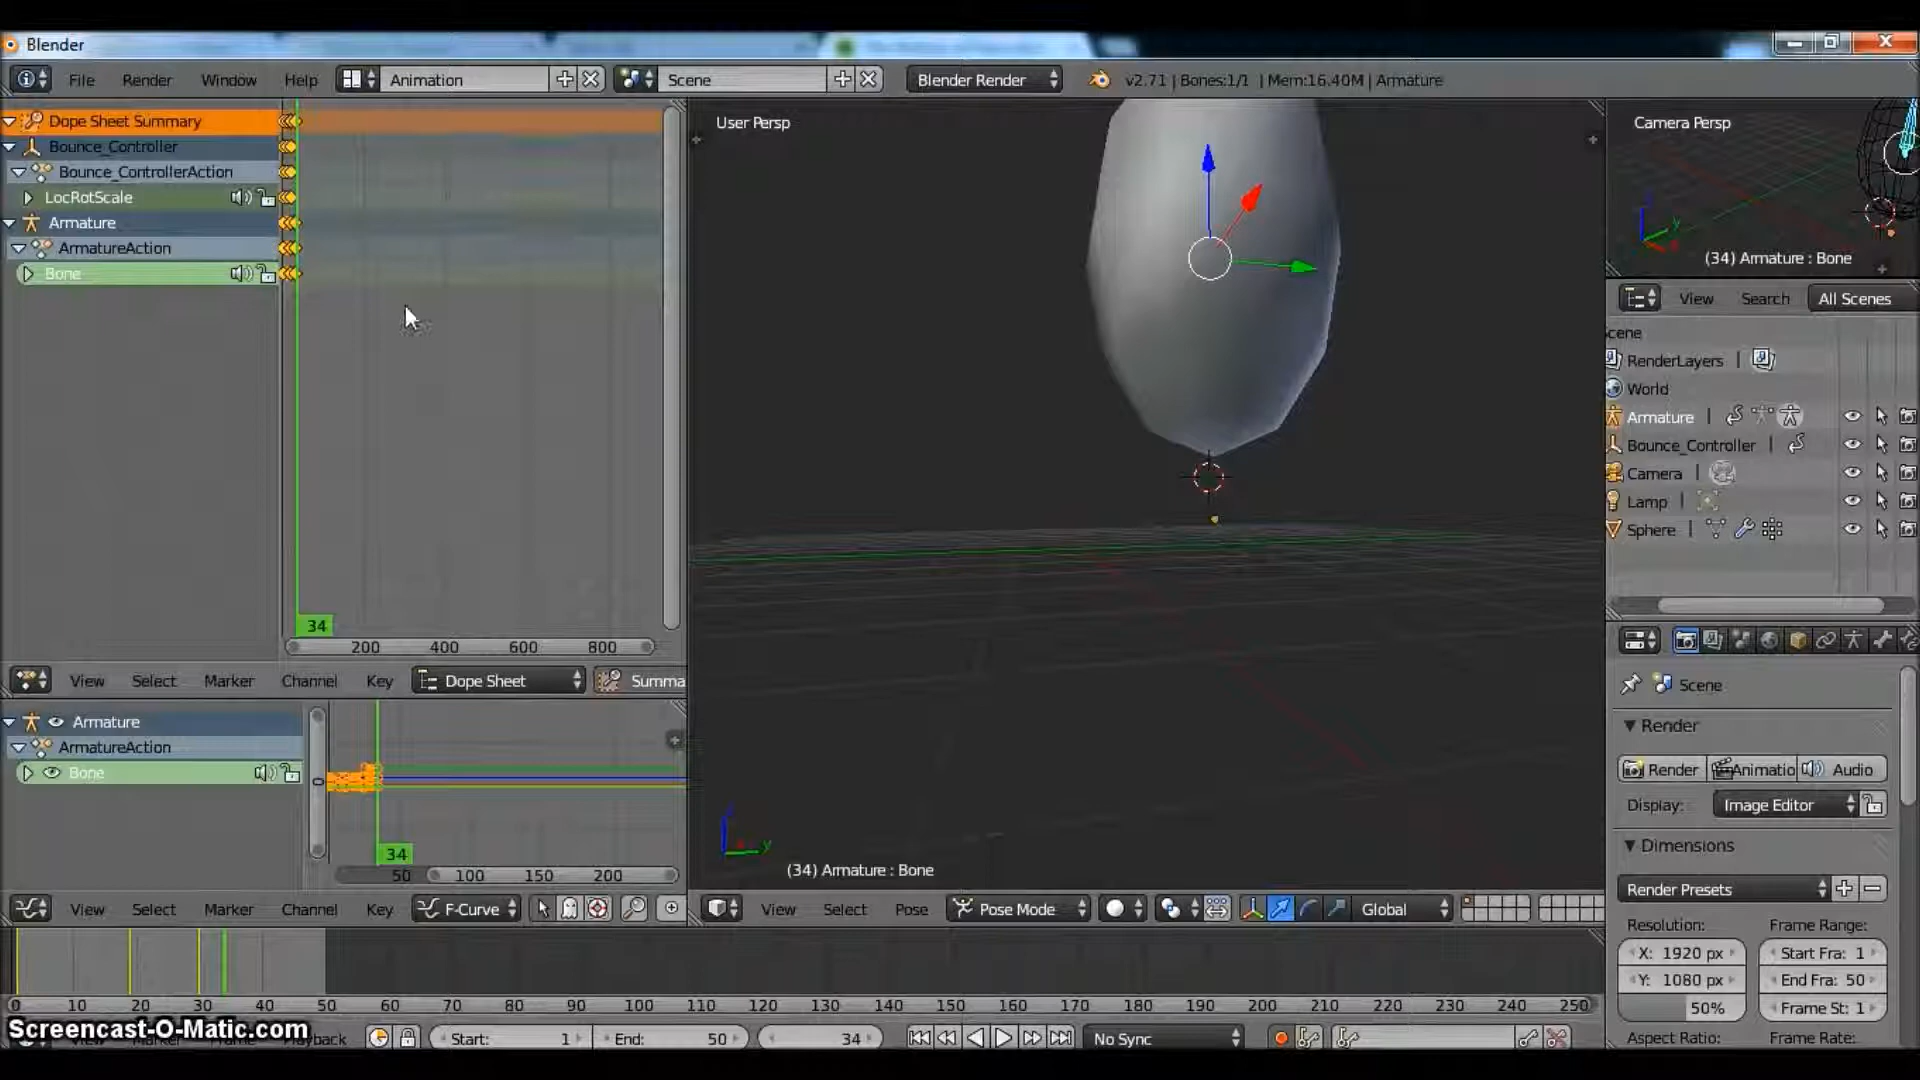 Blender
File Render Window Help Animation Scene Blender Render v2.71 | Bones:1/1 | Mem:16.40M | Armature
Dope Sheet Summary
Bounce_Controller
Bounce_ControllerAction
LocRotScale
Armature
ArmatureAction
Bone
34
200 400 600 800
View Select Marker Channel Key Dope Sheet Summa
Armature
ArmatureAction
Bone
34
50 100 150 200
View Select Marker Channel Key F-Curve
User Persp
y
(34) Armature : Bone
View Select Pose Pose Mode Global
Camera Persp
y
(34) Armature : Bone
View Search All Scenes
cene
RenderLayers |
World
Armature |
Bounce_Controller |
Camera |
Lamp |
Sphere |
Scene
Render
Render Animatio Audio
Display: Image Editor
Dimensions
Render Presets
Resolution: Frame Range:
X: 1920 px Start Fra: 1
Y: 1080 px End Fra: 50
50% Frame St: 1
Aspect Ratio: Frame Rate:
0 10 20 30 40 50 60 70 80 90 100 110 120 130 140 150 160 170 180 190 200 210 220 230 240 250
Screencast-O-Matic.com
View Marker Frame Playback Start: 1 End: 50 34 No Sync